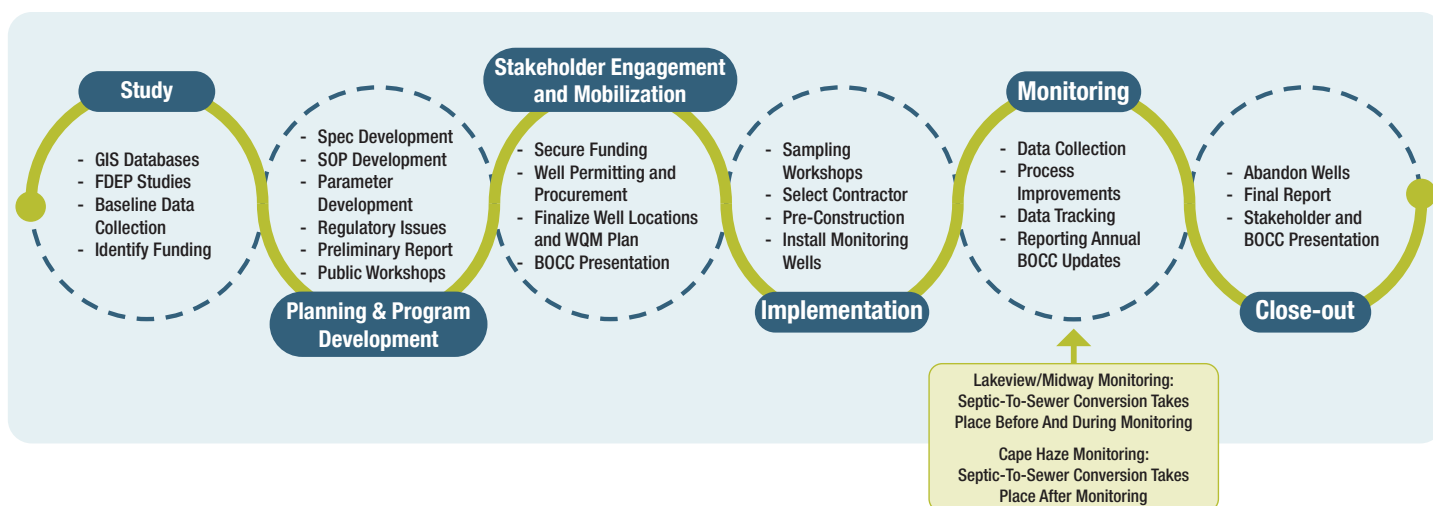 Study
- GIS Databases
- FDEP Studies
- Baseline Data
Collection
- Identify Funding
- Spec Development
- SOP Development
- Parameter
Development
- Regulatory Issues
- Preliminary Report
- Public Workshops
Planning & Program
Development
Stakeholder Engagement
and Mobilization
- Secure Funding
- Well Permitting and
Procurement
- Finalize Well Locations
and WQM Plan
- BOCC Presentation
- Sampling
Workshops
- Select Contractor
- Pre-Construction
- Install Monitoring
Wells
Implementation
Monitoring
- Data Collection
- Process
Improvements
- Data Tracking
- Reporting Annual
BOCC Updates
- Abandon Wells
- Final Report
- Stakeholder and
BOCC Presentation
Close-out
Lakeview/Midway Monitoring:
Septic-To-Sewer Conversion Takes
Place Before And During Monitoring
Cape Haze Monitoring:
Septic-To-Sewer Conversion Takes
Place After Monitoring